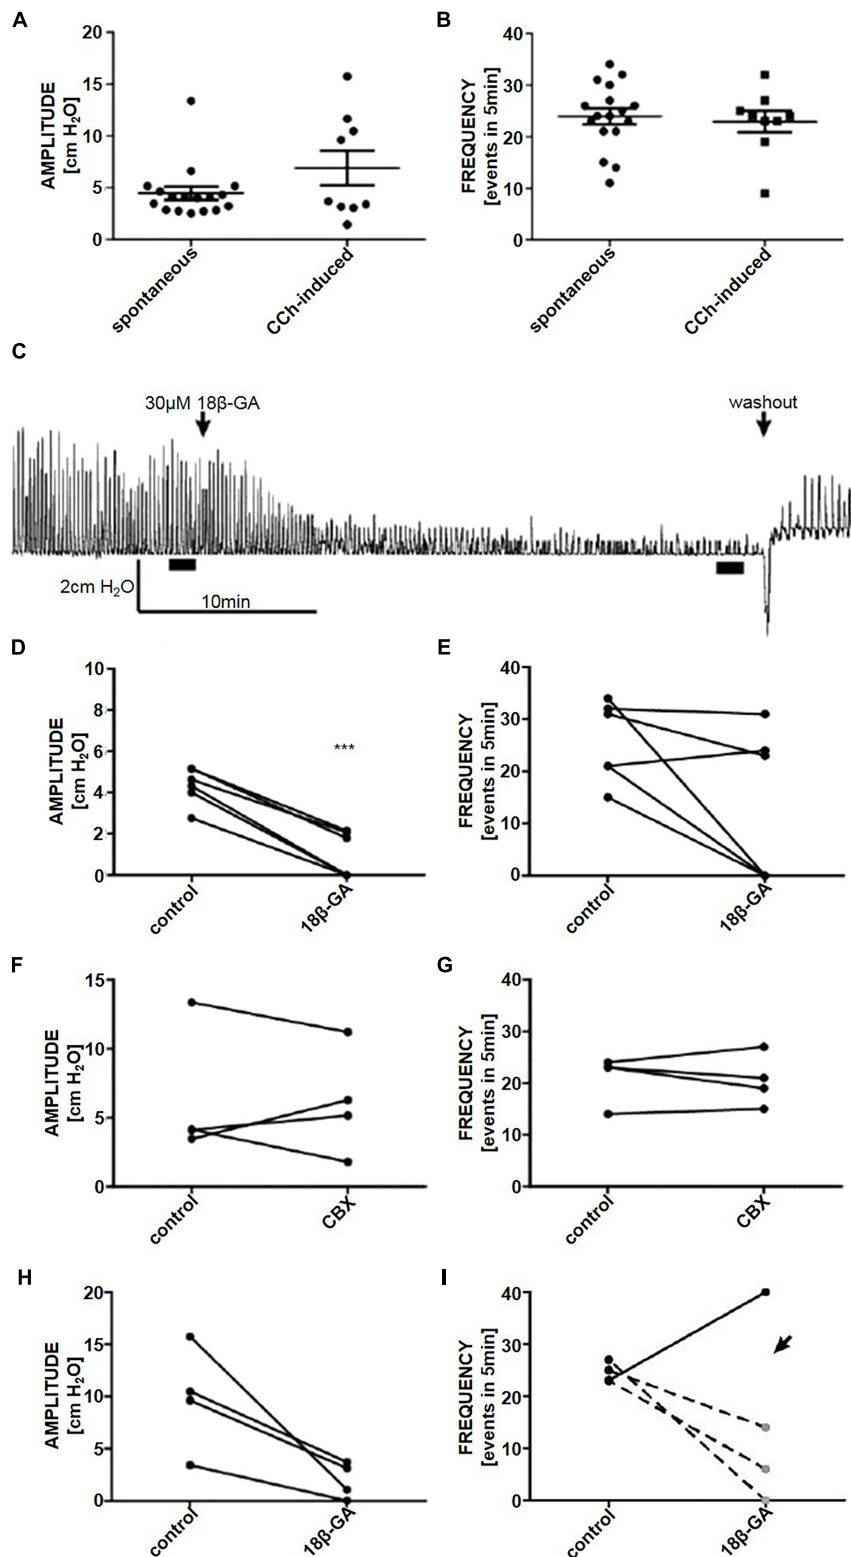 A
AMPLITUDE
[cm H₂O]
20
15
10
5
0
spontaneous
CCh-induced
B
FREQUENCY
[events in 5min]
40
30
20
10
0
spontaneous
CCh-induced
C
30µM 18β-GA
washout
2cm H₂O
10min
D
AMPLITUDE
[cm H₂O]
10
8
6
4
2
0
***
control
18β-GA
E
FREQUENCY
[events in 5min]
40
30
20
10
0
control
18β-GA
F
AMPLITUDE
[cm H₂O]
15
10
5
0
control
CBX
G
FREQUENCY
[events in 5min]
40
30
20
10
0
control
CBX
H
AMPLITUDE
[cm H₂O]
20
15
10
5
0
control
18β-GA
I
FREQUENCY
[events in 5min]
40
30
20
10
0
control
18β-GA